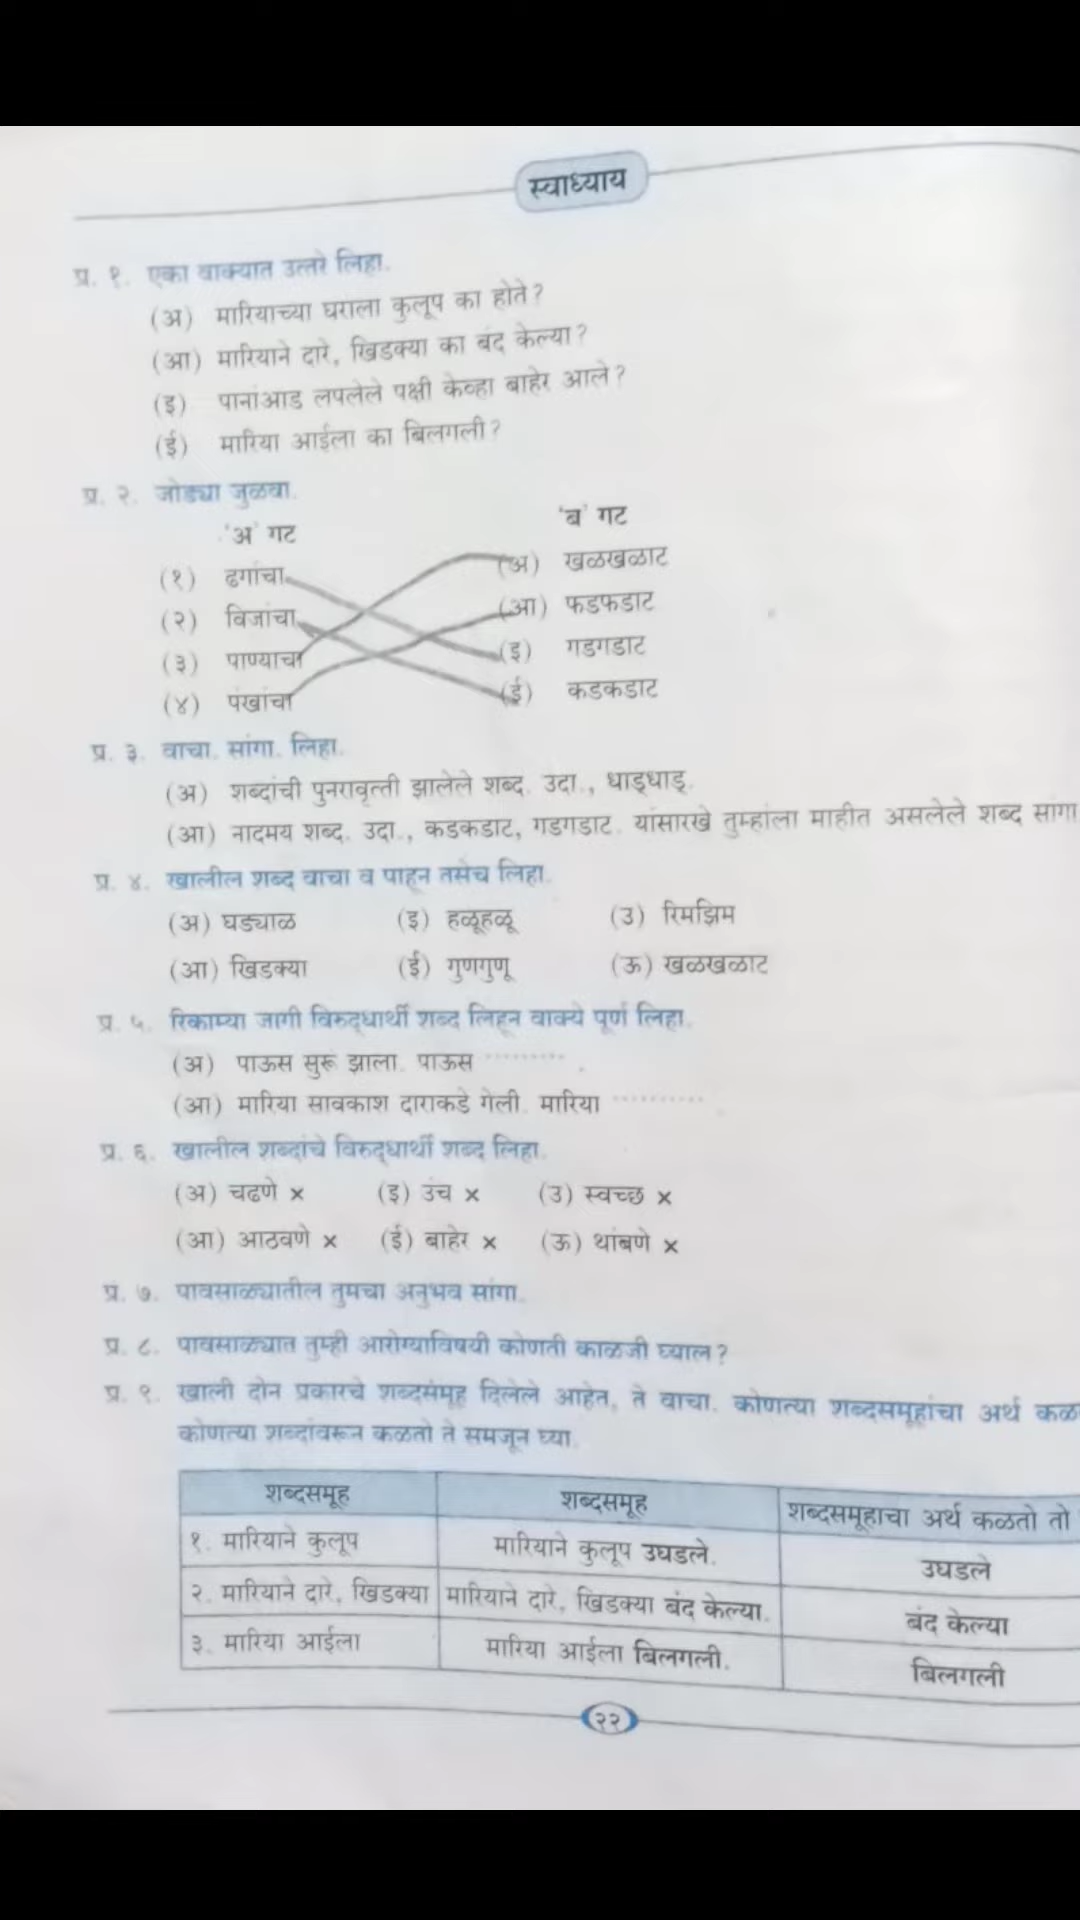 स्वाध्याय
प्र. १. एका वाक्यात उत्तरे लिहा.
(अ) मारियाच्या घराला कुलूप का होते?
(आ) मारियाने दारे, खिडक्या का बंद केल्या?
(इ) पानांआड लपलेले पक्षी केव्हा बाहेर आले?
(ई) मारिया आईला का बिलगली?
प्र. २. जोड्या जुळवा.
'अ' गट 'ब' गट
(१) ढगांचा (अ) खळखळाट
(२) विजांचा (आ) फडफडाट
(३) पाण्याचा (इ) गडगडाट
(४) पंखांचा (ई) कडकडाट
प्र. ३. वाचा. सांगा. लिहा.
(अ) शब्दांची पुनरावृत्ती झालेले शब्द. उदा., धाड्धाड्.
(आ) नादमय शब्द. उदा., कडकडाट, गडगडाट. यांसारखे तुम्हांला माहीत असलेले शब्द सांगा
प्र. ४. खालील शब्द वाचा व पाहून तसेच लिहा.
(अ) घड्याळ (इ) हळूहळू (उ) रिमझिम
(आ) खिडक्या (ई) गुणगुणू (ऊ) खळखळाट
प्र. ५. रिकाम्या जागी विरुद्धार्थी शब्द लिहून वाक्ये पूर्ण लिहा.
(अ) पाऊस सुरू झाला. पाऊस ......... .
(आ) मारिया सावकाश दाराकडे गेली. मारिया ..........
प्र. ६. खालील शब्दांचे विरुद्धार्थी शब्द लिहा.
(अ) चढणे × (इ) उंच × (उ) स्वच्छ ×
(आ) आठवणे × (ई) बाहेर × (ऊ) थांबणे ×
प्र. ७. पावसाळ्यातील तुमचा अनुभव सांगा.
प्र. ८. पावसाळ्यात तुम्ही आरोग्याविषयी कोणती काळजी घ्याल?
प्र. ९. खाली दोन प्रकारचे शब्दसमूह दिलेले आहेत, ते वाचा. कोणत्या शब्दसमूहांचा अर्थ कळ
कोणत्या शब्दांवरून कळतो ते समजून घ्या.
शब्दसमूह शब्दसमूह शब्दसमूहाचा अर्थ कळतो तो
१. मारियाने कुलूप मारियाने कुलूप उघडले. उघडले
२. मारियाने दारे, खिडक्या मारियाने दारे, खिडक्या बंद केल्या. बंद केल्या
३. मारिया आईला मारिया आईला बिलगली. बिलगली
२२